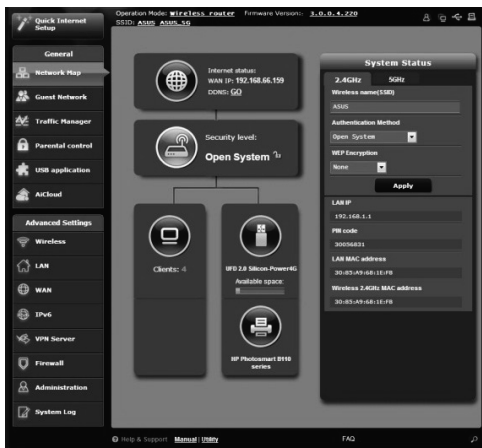 Quick Internet
Setup
Operation Mode: Wireless router Firmware Version: 3.0.0.4.220
SSID: ASUS ASUS_5G
General
Network Map
Guest Network
Traffic Manager
Parental control
USB application
AiCloud
Advanced Settings
Wireless
LAN
WAN
IPv6
VPN Server
Firewall
Administration
System Log
Internet status:
WAN IP: 192.168.66.159
DDNS: GO
Security level:
Open System
Clients: 4
UFD 2.0 Silicon-Power4G
Available space:
HP Photosmart B110
series
System Status
2.4GHz 5GHz
Wireless name(SSID)
ASUS
Authentication Method
Open System
WEP Encryption
None
Apply
LAN IP
192.168.1.1
PIN code
30056831
LAN MAC address
30:85:A9:68:1E:F8
Wireless 2.4GHz MAC address
30:85:A9:68:1E:F8
Help & Support Manual | Utility FAQ